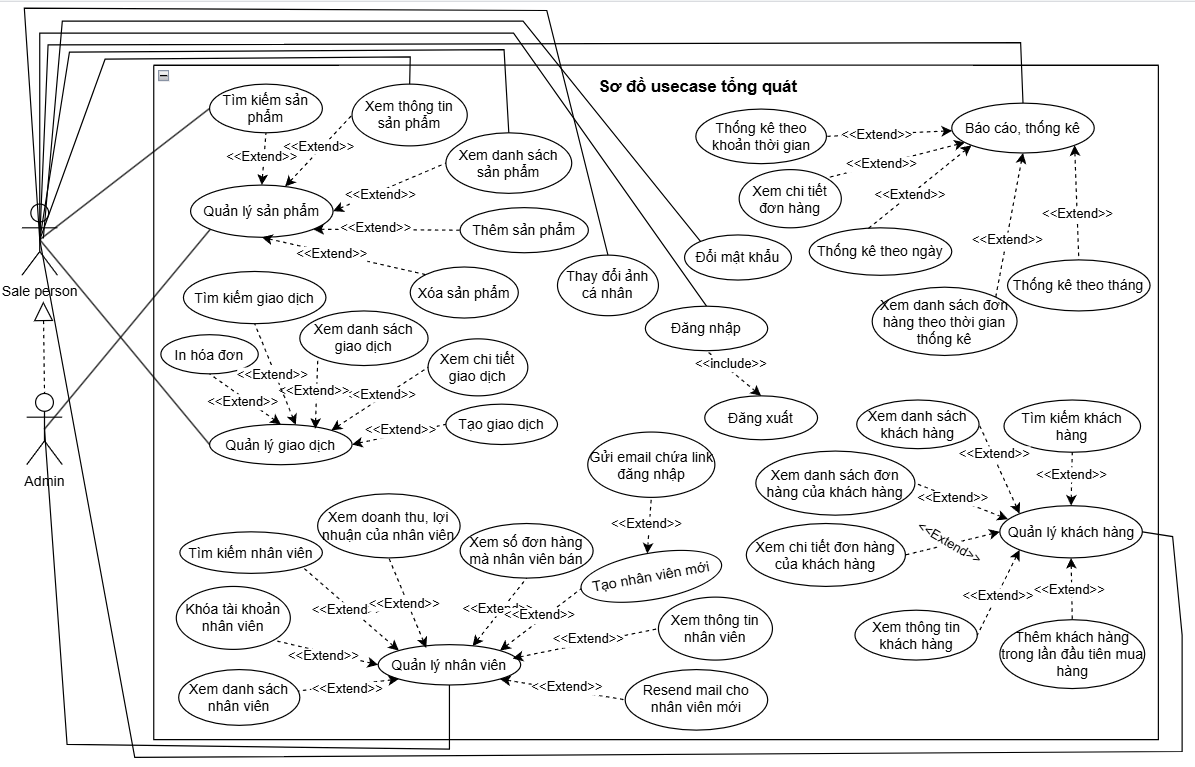 Sơ đồ usecase tổng quát
Tìm kiếm sản
phẩm
Xem thông tin
sản phẩm
<<Extend>>
<<Extend>>
Xem danh sách
sản phẩm
<<Extend>>
Quản lý sản phẩm
<<Extend>>
Thêm sản phẩm
<<Extend>>
Xóa sản phẩm
Thay đổi ảnh
cá nhân
Đổi mật khẩu
Đăng nhập
<<include>>
Đăng xuất
Thống kê theo
khoản thời gian
<<Extend>>
Báo cáo, thống kê
<<Extend>>
Xem chi tiết
đơn hàng
<<Extend>>
Thống kê theo ngày
<<Extend>>
<<Extend>>
Xem danh sách đơn
hàng theo thời gian
thống kê
Thống kê theo tháng
Sale person
Admin
Tìm kiếm giao dịch
In hóa đơn
Xem danh sách
giao dịch
Xem chi tiết
giao dịch
<<Extend>>
<<Extend>>
<<Extend>>
<<Extend>>
<<Extend>>
Tạo giao dịch
Quản lý giao dịch
Gửi email chứa link
đăng nhập
<<Extend>>
Tạo nhân viên mới
Xem doanh thu, lợi
nhuận của nhân viên
Xem số đơn hàng
mà nhân viên bán
Tìm kiếm nhân viên
<<Extend>>
<<Extend>>
<<Extend>>
<<Extend>>
Khóa tài khoản
nhân viên
<<Extend>>
<<Extend>>
Xem thông tin
nhân viên
Quản lý nhân viên
Xem danh sách
nhân viên
<<Extend>>
<<Extend>>
Resend mail cho
nhân viên mới
Xem danh sách
khách hàng
Tìm kiếm khách
hàng
<<Extend>>
<<Extend>>
Xem danh sách đơn
hàng của khách hàng
<<Extend>>
Quản lý khách hàng
Xem chi tiết đơn hàng
của khách hàng
<<Extend>>
<<Extend>>
<<Extend>>
Xem thông tin
khách hàng
Thêm khách hàng
trong lần đầu tiên mua
hàng